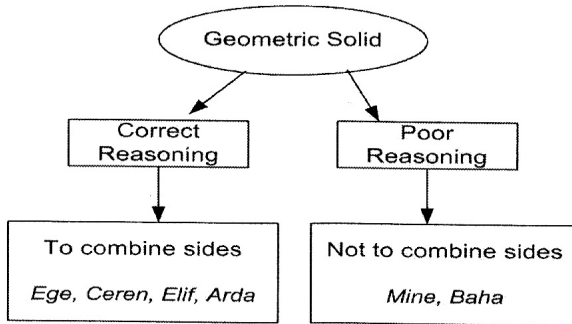 Geometric Solid
Correct
Reasoning
Poor
Reasoning
To combine sides
Ege, Ceren, Elif, Arda
Not to combine sides
Mine, Baha